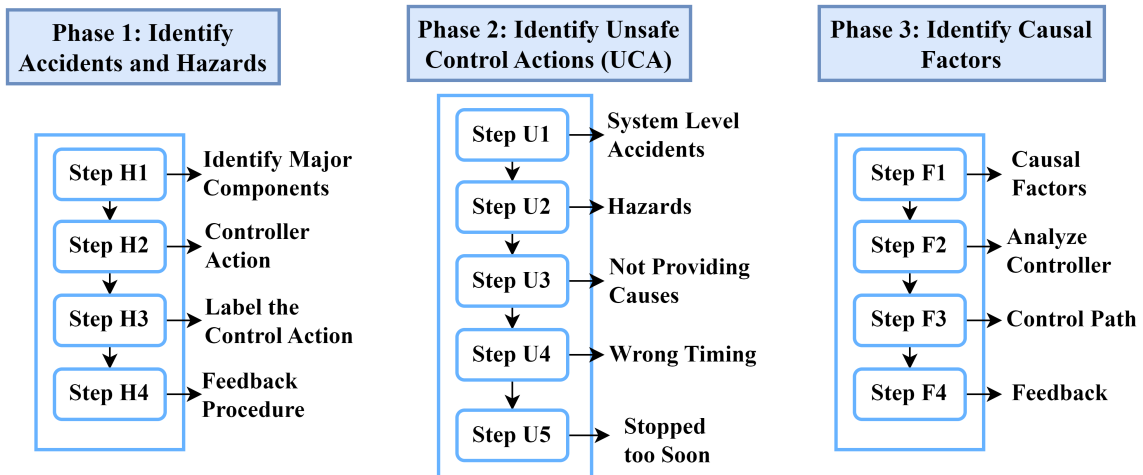 Phase 1: Identify
Accidents and Hazards
Step H1
Identify Major
Components
Step H2
Controller
Action
Step H3
Label the
Control Action
Step H4
Feedback
Procedure
Phase 2: Identify Unsafe
Control Actions (UCA)
Step U1
System Level
Accidents
Step U2
Hazards
Step U3
Not Providing
Causes
Step U4
Wrong Timing
Step U5
Stopped
too Soon
Phase 3: Identify Causal
Factors
Step F1
Causal
Factors
Step F2
Analyze
Controller
Step F3
Control Path
Step F4
Feedback